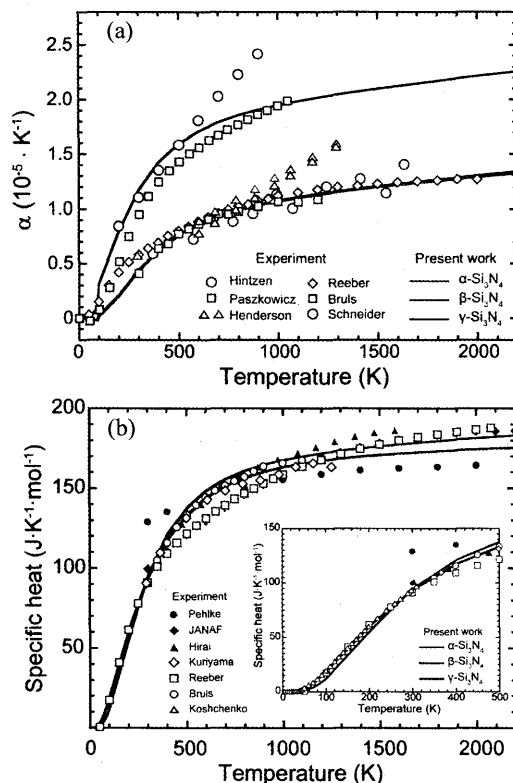 (a)
2.5
2.0
1.5
1.0
0.5
0
α (10⁻⁵ · K⁻¹)
Experiment
Hintzen
Paszkowicz
Henderson
Reeber
Bruls
Schneider
Present work
α-Si₃N₄
β-Si₃N₄
γ-Si₃N₄
0 500 1000 1500 2000
Temperature (K)
(b)
200
150
100
50
Specific heat (J·K⁻¹·mol⁻¹)
Experiment
Pehlke
JANAF
Hirai
Kuriyama
Reeber
Bruls
Koshchenko
150
100
50
0
Specific heat (J·K⁻¹ mol⁻¹)
Present work
α-Si₃N₄
β-Si₃N₄
γ-Si₃N₄
0 100 200 300 400 500
Temperature (K)
0 500 1000 1500 2000
Temperature (K)